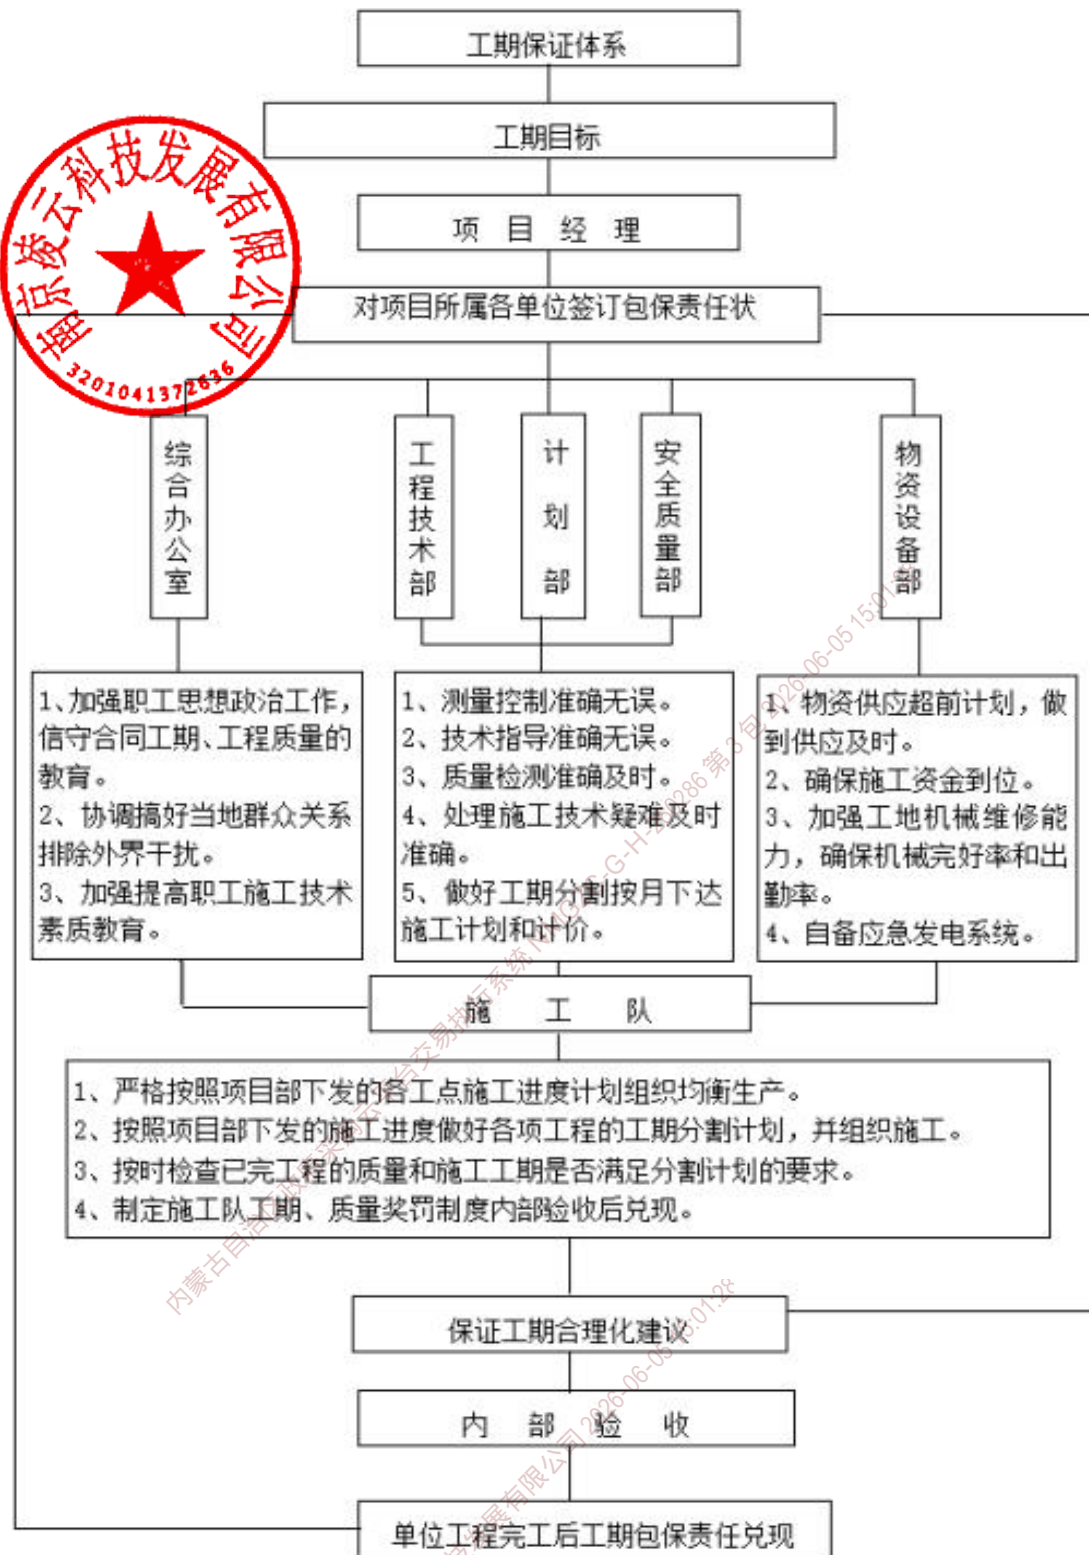 工期保证体系
工期目标
项目经理
南京凌云科技发展有限公司
3201041372636
对项目所属各单位签订包保责任状
综合办公室
工程技术部
计划部
安全质量部
物资设备部
1、加强职工思想政治工作，
信守合同工期、工程质量的
教育。
2、协调搞好当地群众关系
排除外界干扰。
3、加强提高职工施工技术
素质教育。
1、测量控制准确无误。
2、技术指导准确无误。
3、质量检测准确及时。
4、处理施工技术疑难及时
准确。
5、做好工期分割按月下达
施工计划和计价。
1、物资供应超前计划，做
到供应及时。
2、确保施工资金到位。
3、加强工地机械维修能
力，确保机械完好率和出
勤率。
4、自备应急发电系统。
施工队
1、严格按照项目部下发的各工点施工进度计划组织均衡生产。
2、按照项目部下发的施工进度做好各项工程的工期分割计划，并组织施工。
3、按时检查已完工程的质量和施工工期是否满足分割计划的要求。
4、制定施工队工期、质量奖罚制度内部验收后兑现。
保证工期合理化建议
内部验收
单位工程完工后工期包保责任兑现